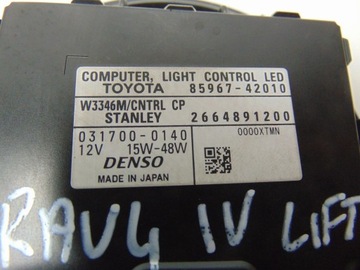 COMPUTER, LIGHT CONTROL LED
TOYOTA 85967-42010
W3346M/CNTRL CP
STANLEY 2664891200
031700-0140 0000XTMN
12V 15W-48W
DENSO
MADE IN JAPAN
RAV4 IV LIFT